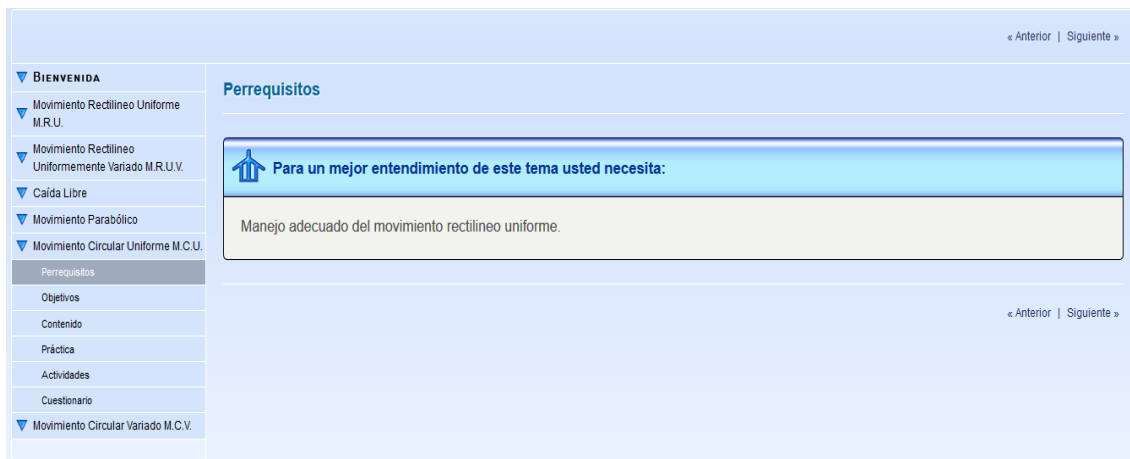 « Anterior | Siguiente »
BIENVENIDA
Movimiento Rectilineo Uniforme
M.R.U.
Movimiento Rectilineo
Uniformemente Variado M.R.U.V.
Caída Libre
Movimiento Parabólico
Movimiento Circular Uniforme M.C.U.
Perrequisitos
Objetivos
Contenido
Práctica
Actividades
Cuestionario
Movimiento Circular Variado M.C.V.
Perrequisitos
Para un mejor entendimiento de este tema usted necesita:
Manejo adecuado del movimiento rectilineo uniforme.
« Anterior | Siguiente »